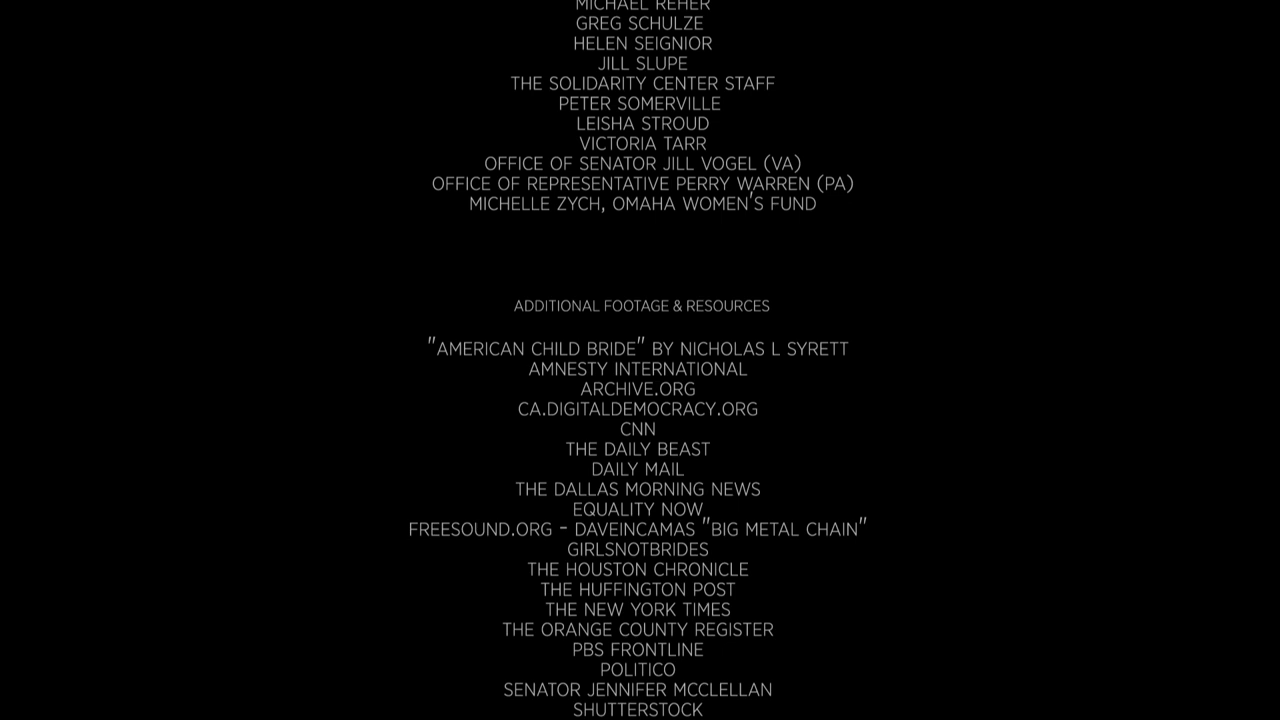 MICHAEL REHER
GREG SCHULZE
HELEN SEIGNIOR
JILL SLUPE
THE SOLIDARITY CENTER STAFF
PETER SOMERVILLE
LEISHA STROUD
VICTORIA TARR
OFFICE OF SENATOR JILL VOGEL (VA)
OFFICE OF REPRESENTATIVE PERRY WARREN (PA)
MICHELLE ZYCH, OMAHA WOMEN'S FUND
ADDITIONAL FOOTAGE & RESOURCES
"AMERICAN CHILD BRIDE" BY NICHOLAS L SYRETT
AMNESTY INTERNATIONAL
ARCHIVE.ORG
CA.DIGITALDEMOCRACY.ORG
CNN
THE DAILY BEAST
DAILY MAIL
THE DALLAS MORNING NEWS
EQUALITY NOW
FREESOUND.ORG - DAVEINCAMAS "BIG METAL CHAIN"
GIRLSNOTBRIDES
THE HOUSTON CHRONICLE
THE HUFFINGTON POST
THE NEW YORK TIMES
THE ORANGE COUNTY REGISTER
PBS FRONTLINE
POLITICO
SENATOR JENNIFER MCCLELLAN
SHUTTERSTOCK